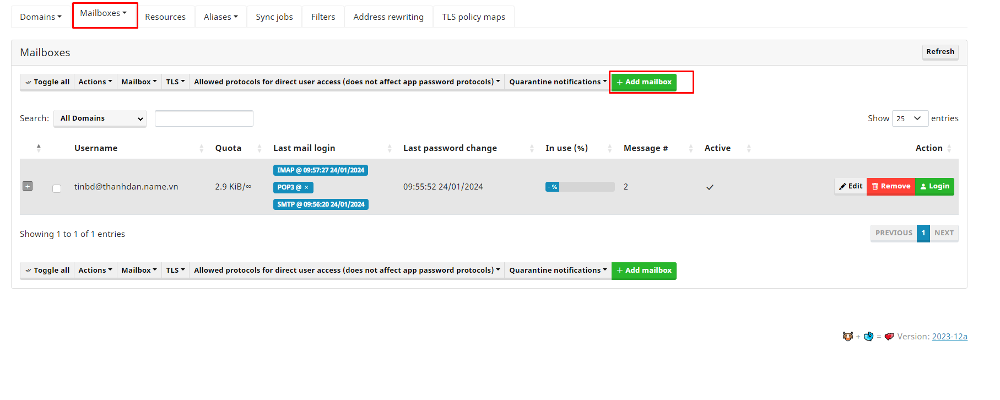 Domains Mailboxes Resources Aliases Sync jobs Filters Address rewriting TLS policy maps
Mailboxes Refresh
Toggle all Actions Mailbox TLS Allowed protocols for direct user access (does not affect app password protocols) Quarantine notifications + Add mailbox
Search: All Domains Show 25 entries
Username Quota Last mail login Last password change In use (%) Message # Active Action
IMAP @ 09:57:27 24/01/2024
+ tinbd@thanhdan.name.vn 2.9 KiB/∞ POP3 @ × 09:55:52 24/01/2024 - % 2 ✓ Edit Remove Login
SMTP @ 09:56:20 24/01/2024
Showing 1 to 1 of 1 entries PREVIOUS 1 NEXT
Toggle all Actions Mailbox TLS Allowed protocols for direct user access (does not affect app password protocols) Quarantine notifications + Add mailbox
+ = Version: 2023-12a